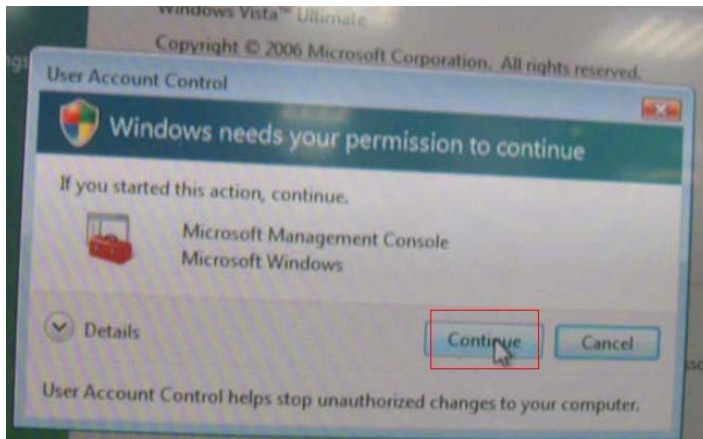 Windows Vista™ Ultimate
Copyright © 2006 Microsoft Corporation. All rights reserved.
User Account Control
Windows needs your permission to continue
If you started this action, continue.
Microsoft Management Console
Microsoft Windows
Details
Continue
Cancel
User Account Control helps stop unauthorized changes to your computer.